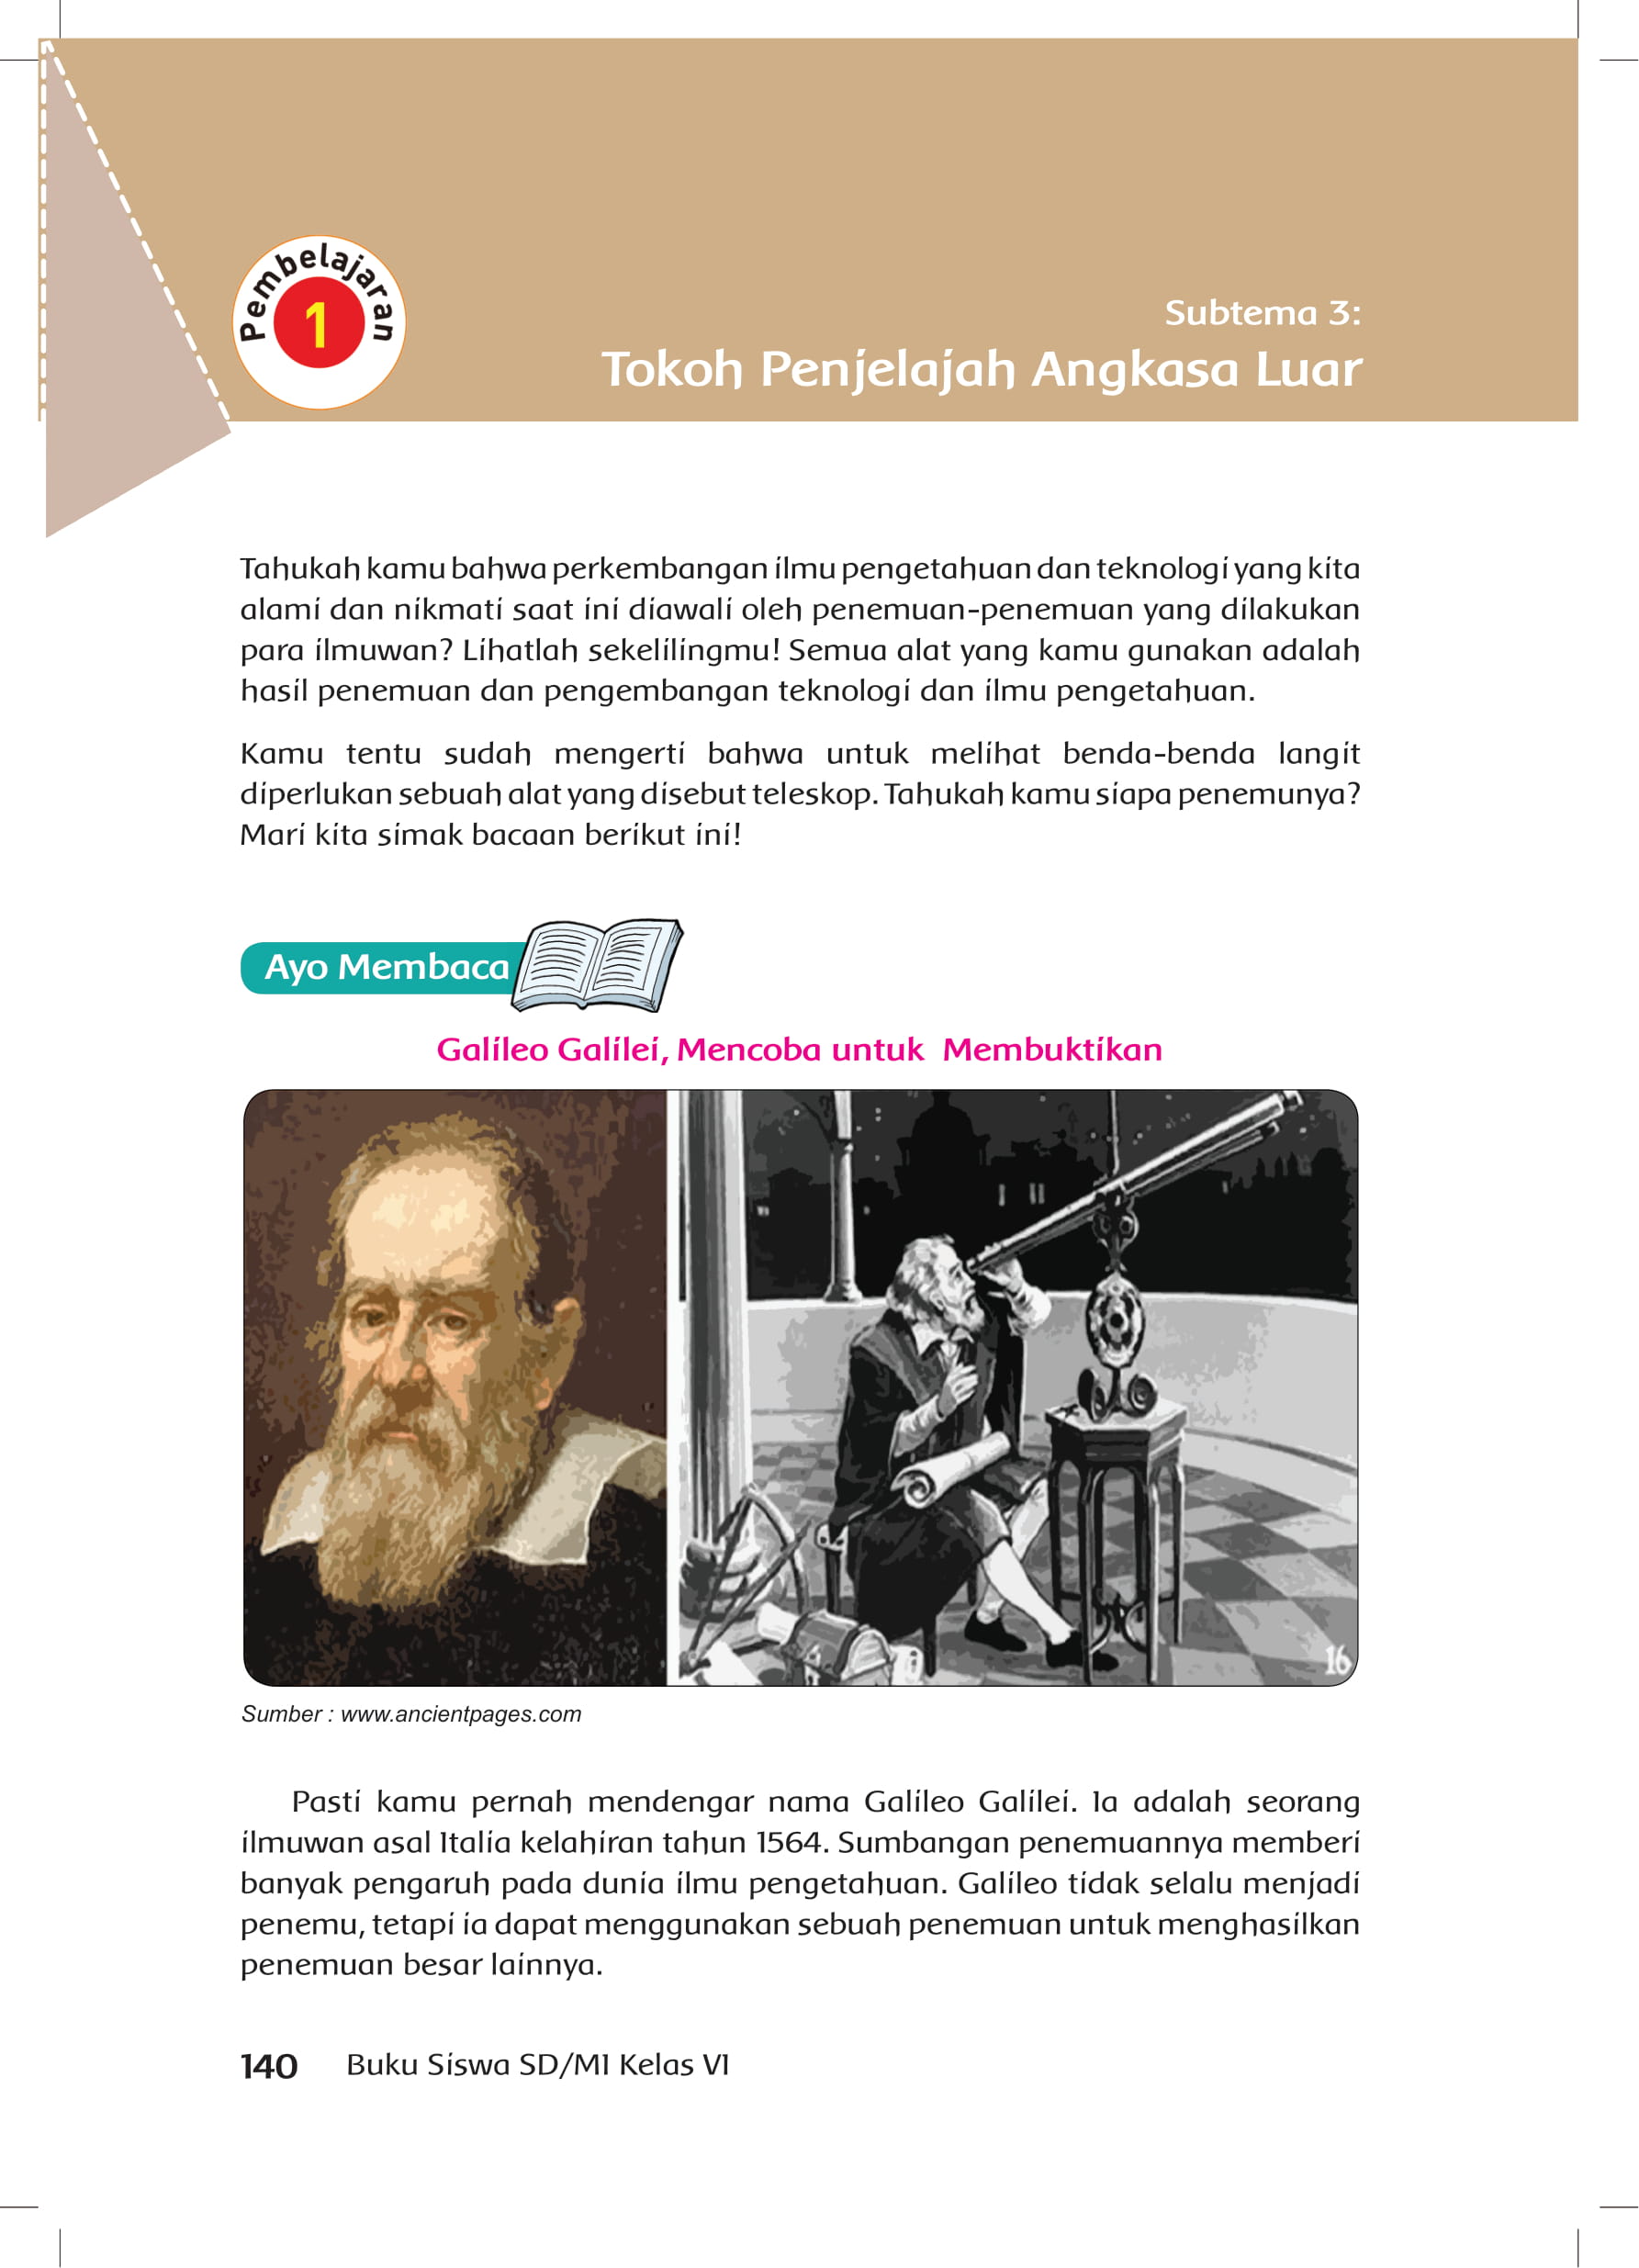 Pembelajaran
1
Subtema 3:
Tokoh Penjelajah Angkasa Luar
Tahukah kamu bahwa perkembangan ilmu pengetahuan dan teknologi yang kita
alami dan nikmati saat ini diawali oleh penemuan-penemuan yang dilakukan
para ilmuwan? Lihatlah sekelilingmu! Semua alat yang kamu gunakan adalah
hasil penemuan dan pengembangan teknologi dan ilmu pengetahuan.
Kamu tentu sudah mengerti bahwa untuk melihat benda-benda langit
diperlukan sebuah alat yang disebut teleskop. Tahukah kamu siapa penemunya?
Mari kita simak bacaan berikut ini!
Ayo Membaca
Galileo Galilei, Mencoba untuk Membuktikan
16
Sumber : www.ancientpages.com
Pasti kamu pernah mendengar nama Galileo Galilei. Ia adalah seorang
ilmuwan asal Italia kelahiran tahun 1564. Sumbangan penemuannya memberi
banyak pengaruh pada dunia ilmu pengetahuan. Galileo tidak selalu menjadi
penemu, tetapi ia dapat menggunakan sebuah penemuan untuk menghasilkan
penemuan besar lainnya.
140 Buku Siswa SD/MI Kelas VI